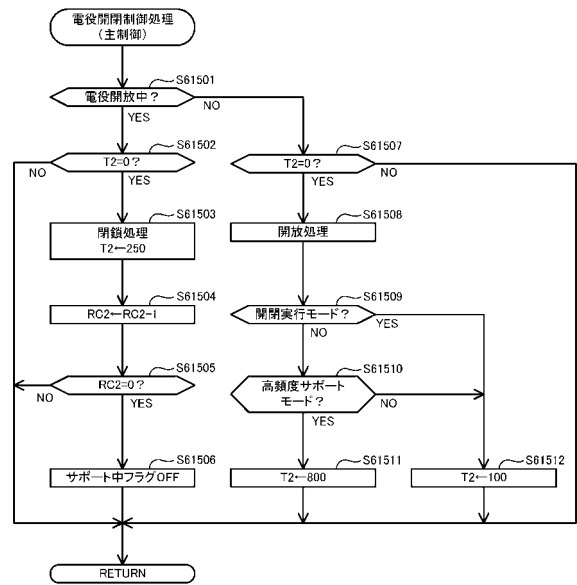 電役開閉制御処理
（主制御）
S61501
電役開放中？
NO
YES
S61502
T2=0？
NO
YES
S61503
閉鎖処理
T2←250
S61504
RC2←RC2-1
S61505
RC2=0？
NO
YES
S61506
サポート中フラグOFF
S61507
T2=0？
NO
YES
S61508
開放処理
S61509
開閉実行モード？
YES
NO
S61510
高頻度サポート
モード？
NO
YES
S61511
T2←800
S61512
T2←100
RETURN